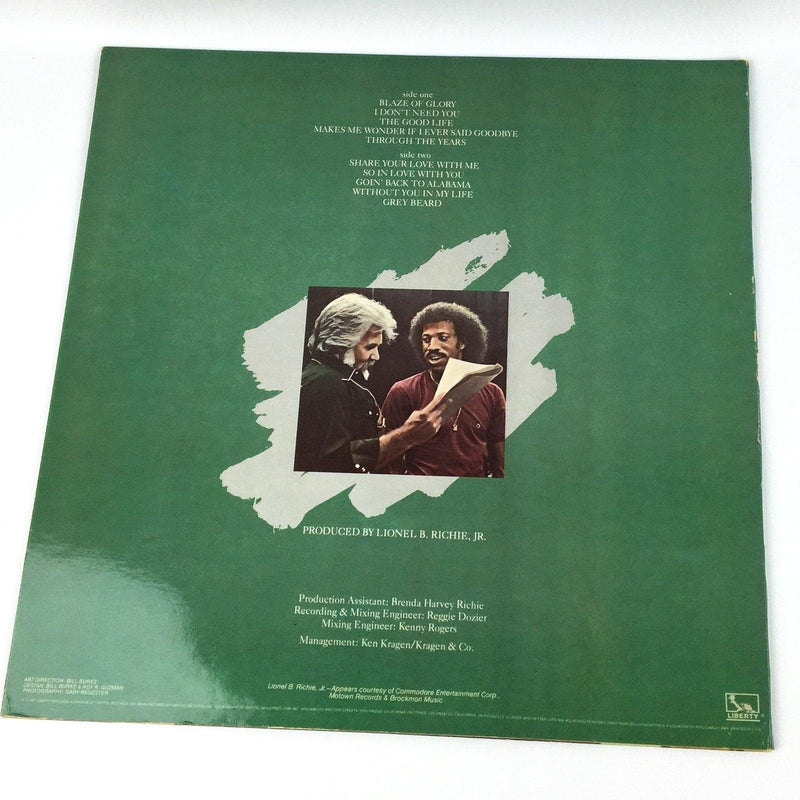 side one
BLAZE OF GLORY
I DON'T NEED YOU
THE GOOD LIFE
MAKES ME WONDER IF I EVER SAID GOODBYE
THROUGH THE YEARS
side two
SHARE YOUR LOVE WITH ME
SO IN LOVE WITH YOU
GOIN' BACK TO ALABAMA
WITHOUT YOU IN MY LIFE
GREY BEARD
PRODUCED BY LIONEL B. RICHIE, JR.
Production Assistant: Brenda Harvey Richie
Recording & Mixing Engineer: Reggie Dozier
Mixing Engineer: Kenny Rogers
Management: Ken Kragen/Kragen & Co.
ART DIRECTION: BILL BURKS
DESIGN: BILL BURKS & ROY R. GUZMAN
PHOTOGRAPHY: GARY REGESTER
Lionel B. Richie, Jr.—Appears courtesy of Commodore Entertainment Corp.,
Motown Records & Brockmon Music
LIBERTY